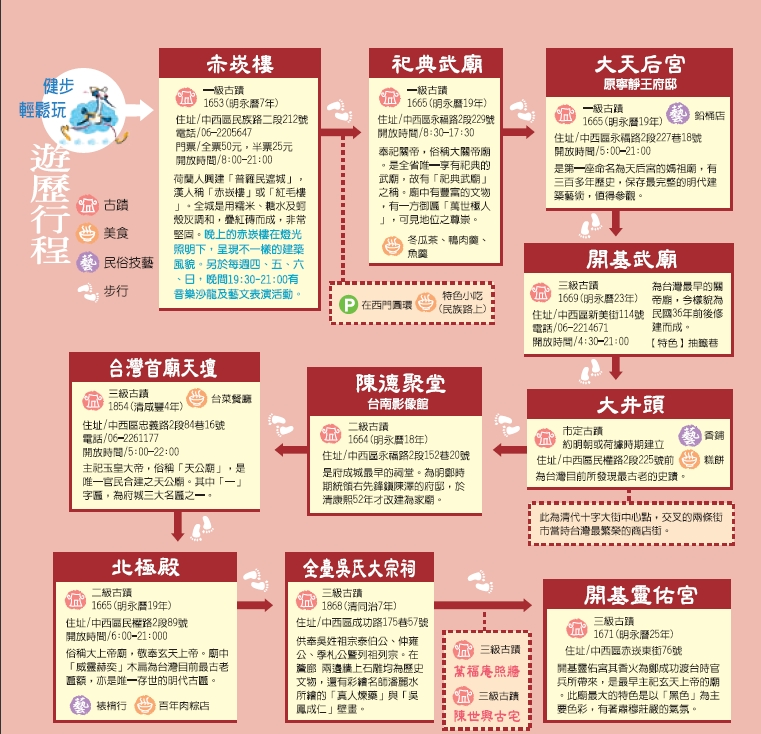 健步
輕鬆玩
遊歷行程
古蹟
美食
藝 民俗技藝
步行
赤崁樓
一級古蹟
1653(明永曆7年)
住址/中西區民族路二段212號
電話/06-2205647
門票/全票50元，半票25元
開放時間/8:00-21:00
荷蘭人興建「普羅民遮城」，
漢人稱「赤崁樓」或「紅毛樓
」。全城是用糯米、糖水及蚵
殼灰調和，疊紅磚而成，非常
堅固。晚上的赤崁樓在燈光
照明下，呈現不一樣的建築
風貌。另於每週四、五、六
、日，晚間19:30-21:00有
音樂沙龍及藝文表演活動。
祀典武廟
一級古蹟
1665(明永曆19年)
住址/中西區永福路2段229號
開放時間/8:30-17:30
奉祀關帝，俗稱大關帝廟
。是全省唯一享有祀典的
武廟，故有「祀典武廟」
之稱。廟中有豐富的文物
，有一方御匾「萬世極人
」，可見地位之尊崇。
冬瓜茶、鴨肉羹、
魚羹
P 在西門圓環
特色小吃
(民族路上)
大天后宮
原寧靜王府邸
一級古蹟
1665(明永曆19年)
藝 鉛桶店
住址/中西區永福路2段227巷18號
開放時間/5:00-21:00
是第一座命名為天后宮的媽祖廟，有
三百多年歷史，保存最完整的明代建
築藝術，值得參觀。
開基武廟
三級古蹟
1669(明永曆23年)
住址/中西區新美街114號
電話/06-2214671
開放時間/4:30-21:00
為台灣最早的關
帝廟，今樣貌為
民國36年前後修
建而成。
【特色】抽籤巷
大井頭
市定古蹟
約明朝或荷據時期建立
藝 香鋪
住址/中西區民權路2段225號前
糕餅
為台灣目前所發現最古老的史蹟。
此為清代十字大街中心點，交叉的兩條街
市當時台灣最繁榮的商店街。
陳德聚堂
台南影像館
二級古蹟
1664(明永曆18年)
住址/中西區永福路2段152巷20號
是府成城最早的祠堂。為明鄭時
期統領右先鋒鎮陳澤的府邸，於
清康熙52年才改建為家廟。
台灣首廟天壇
三級古蹟
1854(清咸豐4年)
台菜餐廳
住址/中西區忠義路2段84巷16號
電話/06-2261177
開放時間/5:00-22:00
主祀玉皇大帝，俗稱「天公廟」，是
唯一官民合建之天公廟。其中「一」
字匾，為府城三大名匾之一。
北極殿
二級古蹟
1665(明永曆19年)
住址/中西區民權路2段89號
開放時間/6:00-21:000
俗稱大上帝廟，敬奉玄天上帝。廟中
「威靈赫奕」木匾為台灣目前最古老
匾額，亦是唯一存世的明代古匾。
藝 裱褙行
百年肉粽店
全臺吳氏大宗祠
三級古蹟
1868(清同治7年)
住址/中西區成功路175巷57號
供奉吳姓祖宗泰伯公、仲雍
公、季札公暨列祖列宗。在
簷廊 兩邊牆上石雕均為歷史
文物，還有彩繪名師潘麗水
所繪的「真人煉藥」與「吳
鳳成仁」壁畫。
三級古蹟
萬福庵照牆
三級古蹟
陳世興古宅
開基靈佑宮
三級古蹟
1671(明永曆25年)
住址/中西區赤崁東街76號
開基靈佑宮其香火為鄭成功渡台時官
兵所帶來，是最早主祀玄天上帝的廟
。此廟最大的特色是以「黑色」為主
要色彩，有著肅穆莊嚴的氣氛。